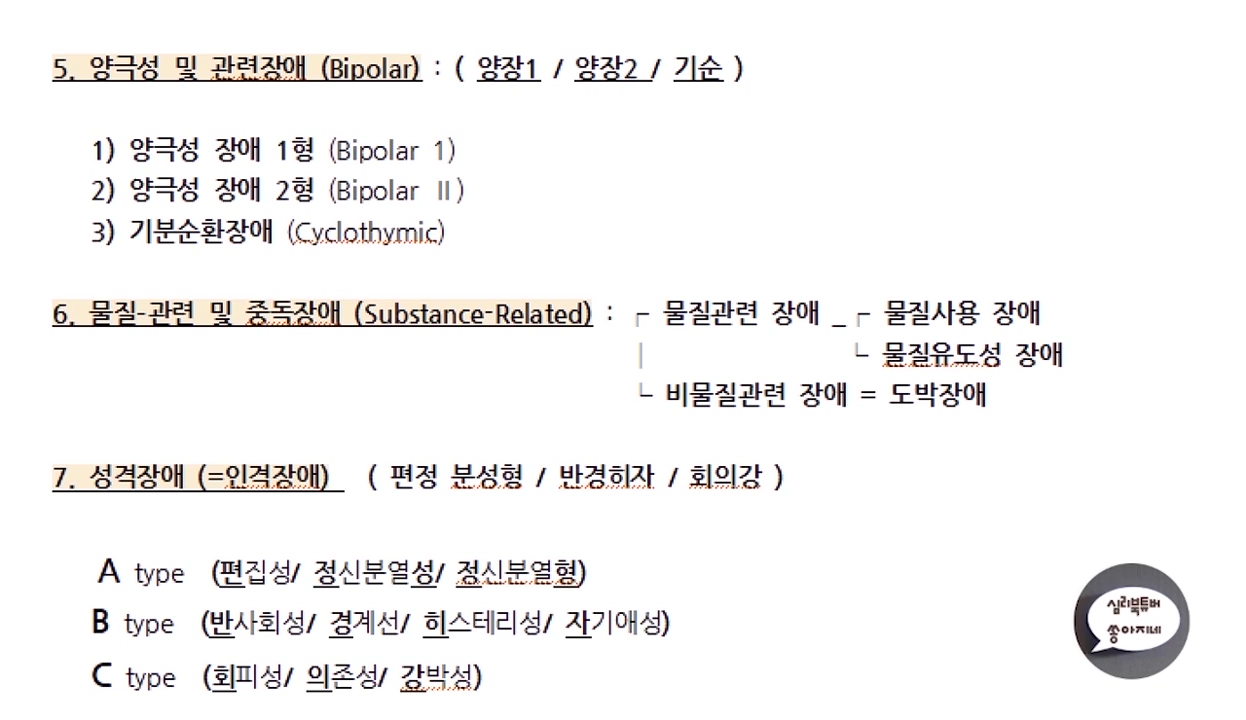 5. 양극성 및 관련장애 (Bipolar) : ( 양장1 / 양장2 / 기순 )
1) 양극성 장애 1형 (Bipolar 1)
2) 양극성 장애 2형 (Bipolar Ⅱ)
3) 기분순환장애 (Cyclothymic)
6. 물질-관련 및 중독장애 (Substance-Related) : ┌ 물질관련 장애 _ ┌ 물질사용 장애
│ └ 물질유도성 장애
└ 비물질관련 장애 = 도박장애
7. 성격장애 (=인격장애) ( 편정 분성형 / 반경히자 / 회의강 )
A type (편집성/ 정신분열성/ 정신분열형)
B type (반사회성/ 경계선/ 히스테리성/ 자기애성)
C type (회피성/ 의존성/ 강박성)
심리북튜버
쏭아지네